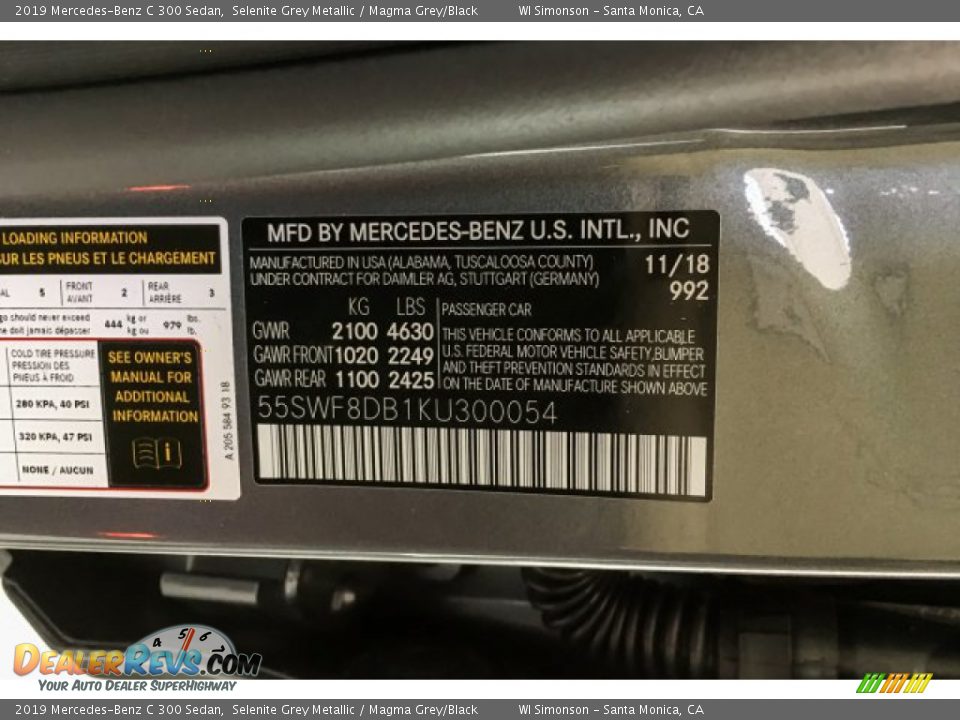 2019 Mercedes-Benz C 300 Sedan, Selenite Grey Metallic / Magma Grey/Black WI Simonson - Santa Monica, CA
LOADING INFORMATION
SUR LES PNEUS ET LE CHARGEMENT
5 FRONT AVANT 2 REAR ARRIÈRE 3
go should never exceed
ne doit jamais dépasser 444 kg or kg ou 979 lbs. lb.
COLD TIRE PRESSURE
PRESSION DES
PNEUS À FROID
280 KPA, 40 PSI
320 KPA, 47 PSI
NONE / AUCUN
SEE OWNER'S
MANUAL FOR
ADDITIONAL
INFORMATION
A 205 584 93 18
MFD BY MERCEDES-BENZ U.S. INTL., INC
MANUFACTURED IN USA (ALABAMA, TUSCALOOSA COUNTY)
UNDER CONTRACT FOR DAIMLER AG, STUTTGART (GERMANY)
11/18
992
KG LBS
GWR 2100 4630
GAWR FRONT 1020 2249
GAWR REAR 1100 2425
PASSENGER CAR
THIS VEHICLE CONFORMS TO ALL APPLICABLE
U.S. FEDERAL MOTOR VEHICLE SAFETY,BUMPER
AND THEFT PREVENTION STANDARDS IN EFFECT
ON THE DATE OF MANUFACTURE SHOWN ABOVE
55SWF8DB1KU300054
4 5 6
DEALERREVS.COM
YOUR AUTO DEALER SUPERHIGHWAY
2019 Mercedes-Benz C 300 Sedan, Selenite Grey Metallic / Magma Grey/Black WI Simonson - Santa Monica, CA